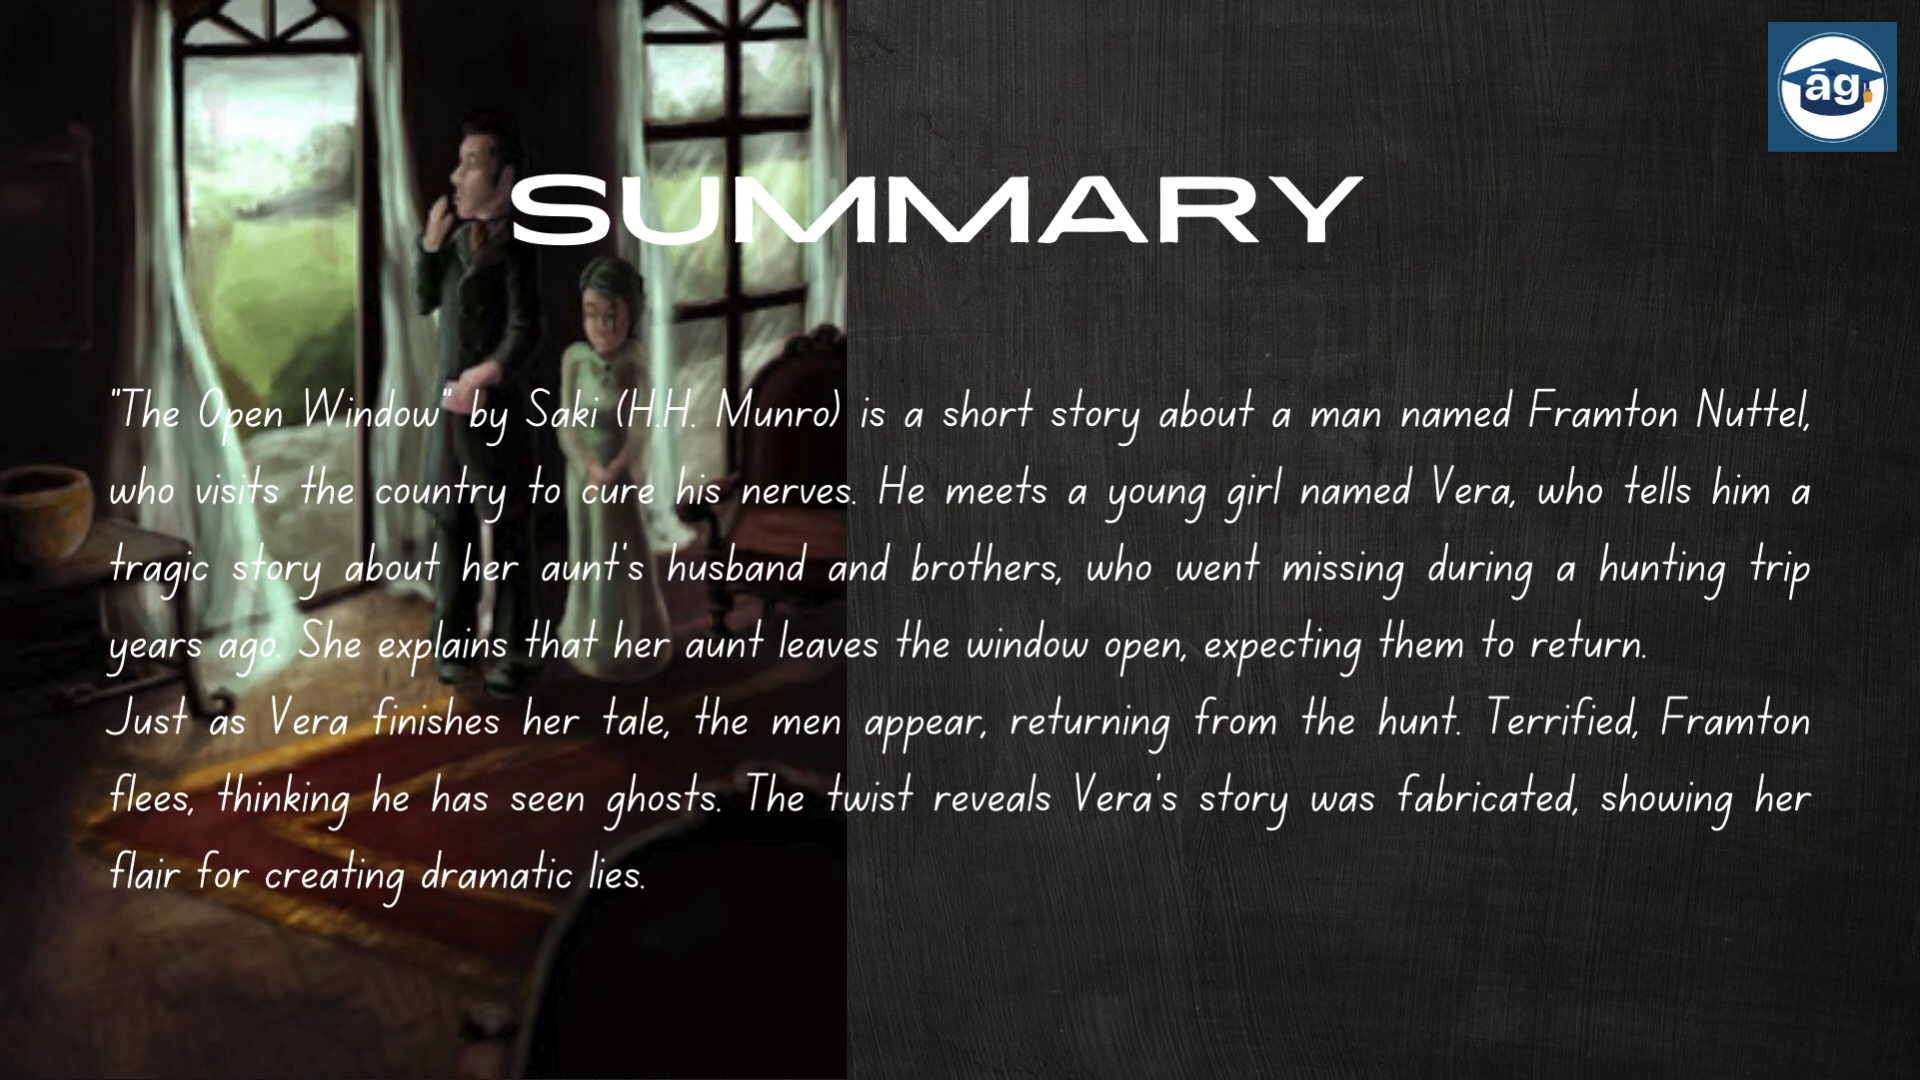 āg
SUMMARY
"The Open Window" by Saki (H.H. Munro) is a short story about a man named Framton Nuttel,
who visits the country to cure his nerves. He meets a young girl named Vera, who tells him a
tragic story about her aunt's husband and brothers, who went missing during a hunting trip
years ago. She explains that her aunt leaves the window open, expecting them to return.
Just as Vera finishes her tale, the men appear, returning from the hunt. Terrified, Framton
flees, thinking he has seen ghosts. The twist reveals Vera's story was fabricated, showing her
flair for creating dramatic lies.